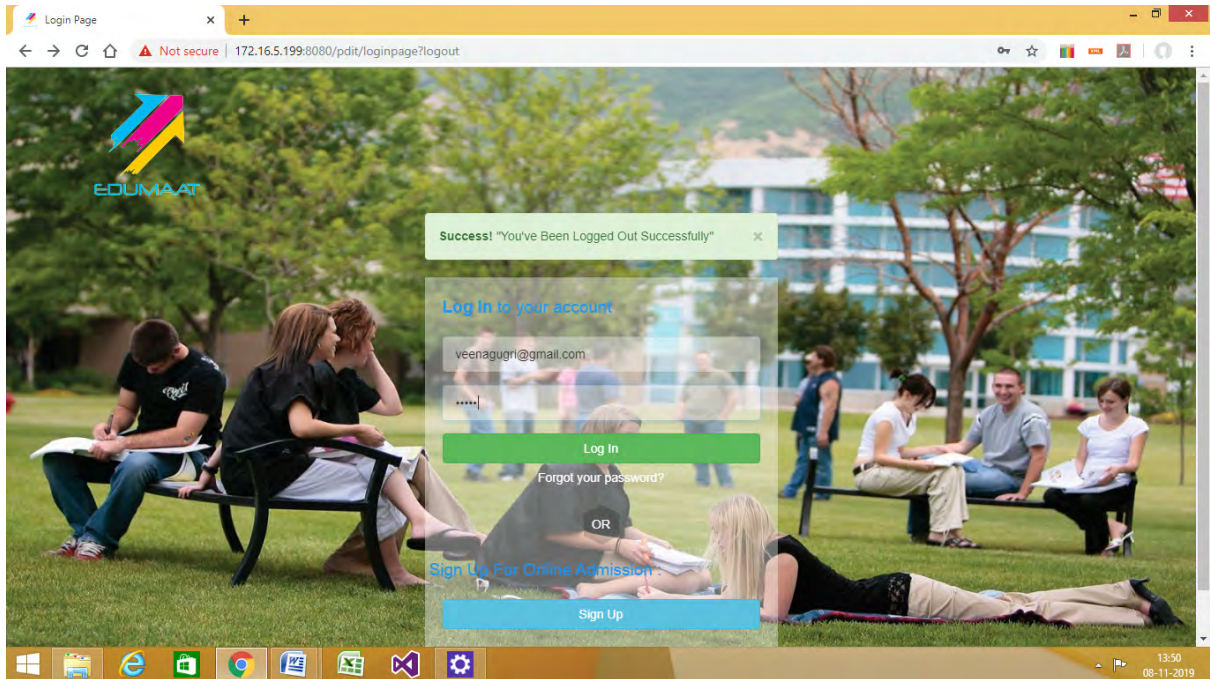 Login Page
Not secure | 172.16.5.199:8080/pdit/loginpage?logout
EDUMAAT
Success! "You've Been Logged Out Successfully"
Log In to your account
veenagugri@gmail.com
•••••
Log In
Forgot your password?
OR
Sign Up For Online Admission :
Sign Up
13:50
08-11-2019